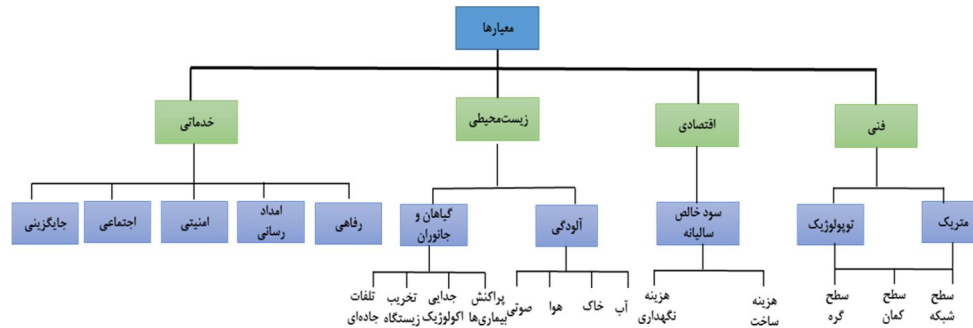 معیارها
فنی
اقتصادی
زیست‌محیطی
خدماتی
متریک
توپولوژیک
سود خالص
سالیانه
آلودگی
گیاهان و
جانوران
رفاهی
امداد
رسانی
امنیتی
اجتماعی
جایگزینی
سطح
شبکه
سطح
کمان
سطح
گره
هزینه
ساخت
هزینه
نگهداری
آب
خاک
هوا
صوتی
پراکنش
بیماری‌ها
جدایی
اکولوژیک
تخریب
زیستگاه
تلفات
جاده‌ای